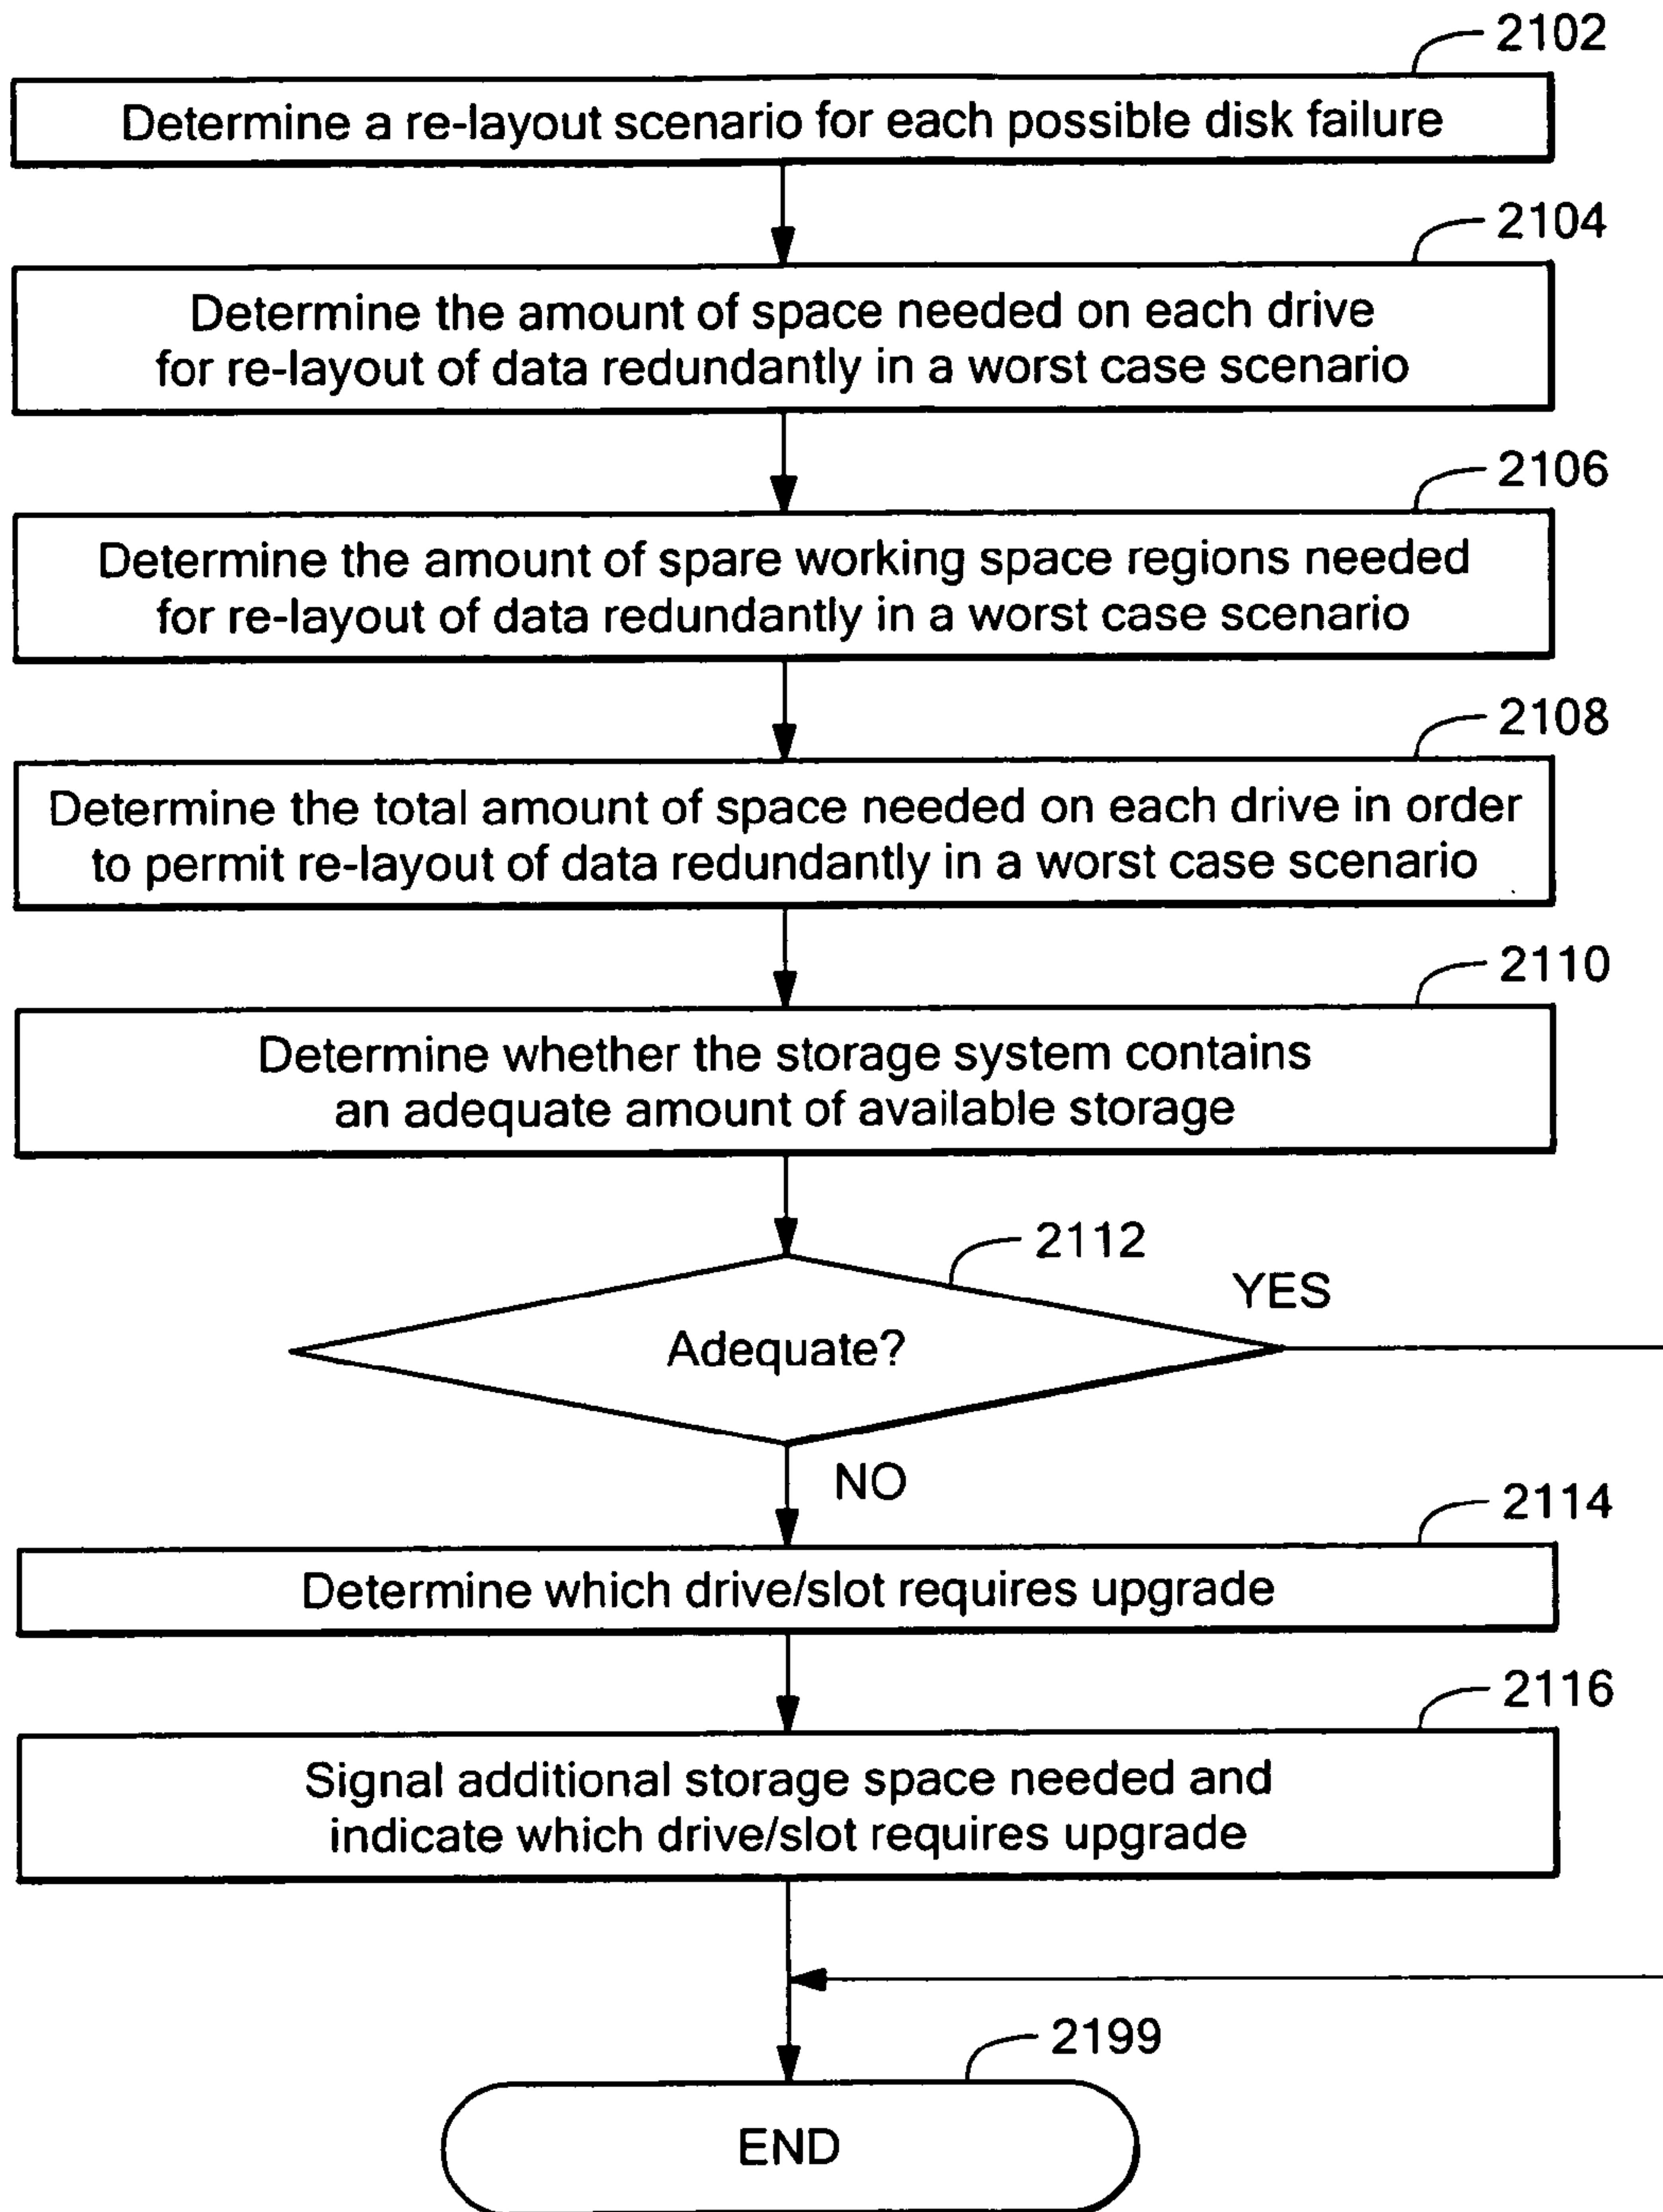 2102
Determine a re-layout scenario for each possible disk failure
2104
Determine the amount of space needed on each drive
for re-layout of data redundantly in a worst case scenario
2106
Determine the amount of spare working space regions needed
for re-layout of data redundantly in a worst case scenario
2108
Determine the total amount of space needed on each drive in order
to permit re-layout of data redundantly in a worst case scenario
2110
Determine whether the storage system contains
an adequate amount of available storage
2112
YES
Adequate?
NO
2114
Determine which drive/slot requires upgrade
2116
Signal additional storage space needed and
indicate which drive/slot requires upgrade
2199
END